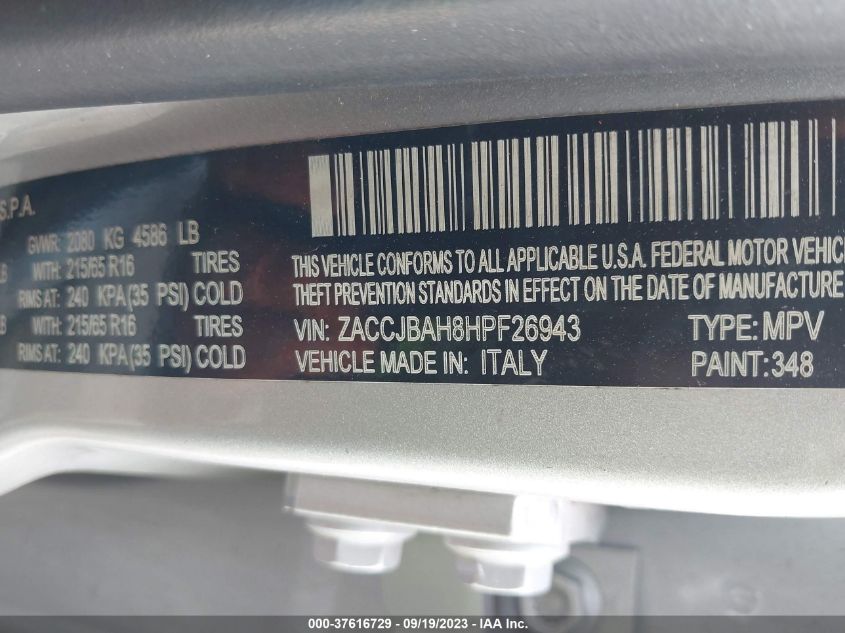 S.P.A.
GVWR: 2080 KG 4586 LB
LB WITH: 215/65 R16 TIRES
RIMS AT: 240 KPA(35 PSI) COLD
LB WITH: 215/65 R16 TIRES
RIMS AT: 240 KPA(35 PSI) COLD
THIS VEHICLE CONFORMS TO ALL APPLICABLE U.S.A. FEDERAL MOTOR VEHIC
THEFT PREVENTION STANDARDS IN EFFECT ON THE DATE OF MANUFACTURE
VIN: ZACCJBAH8HPF26943 TYPE: MPV
VEHICLE MADE IN: ITALY PAINT: 348
000-37616729 - 09/19/2023 - IAA Inc.